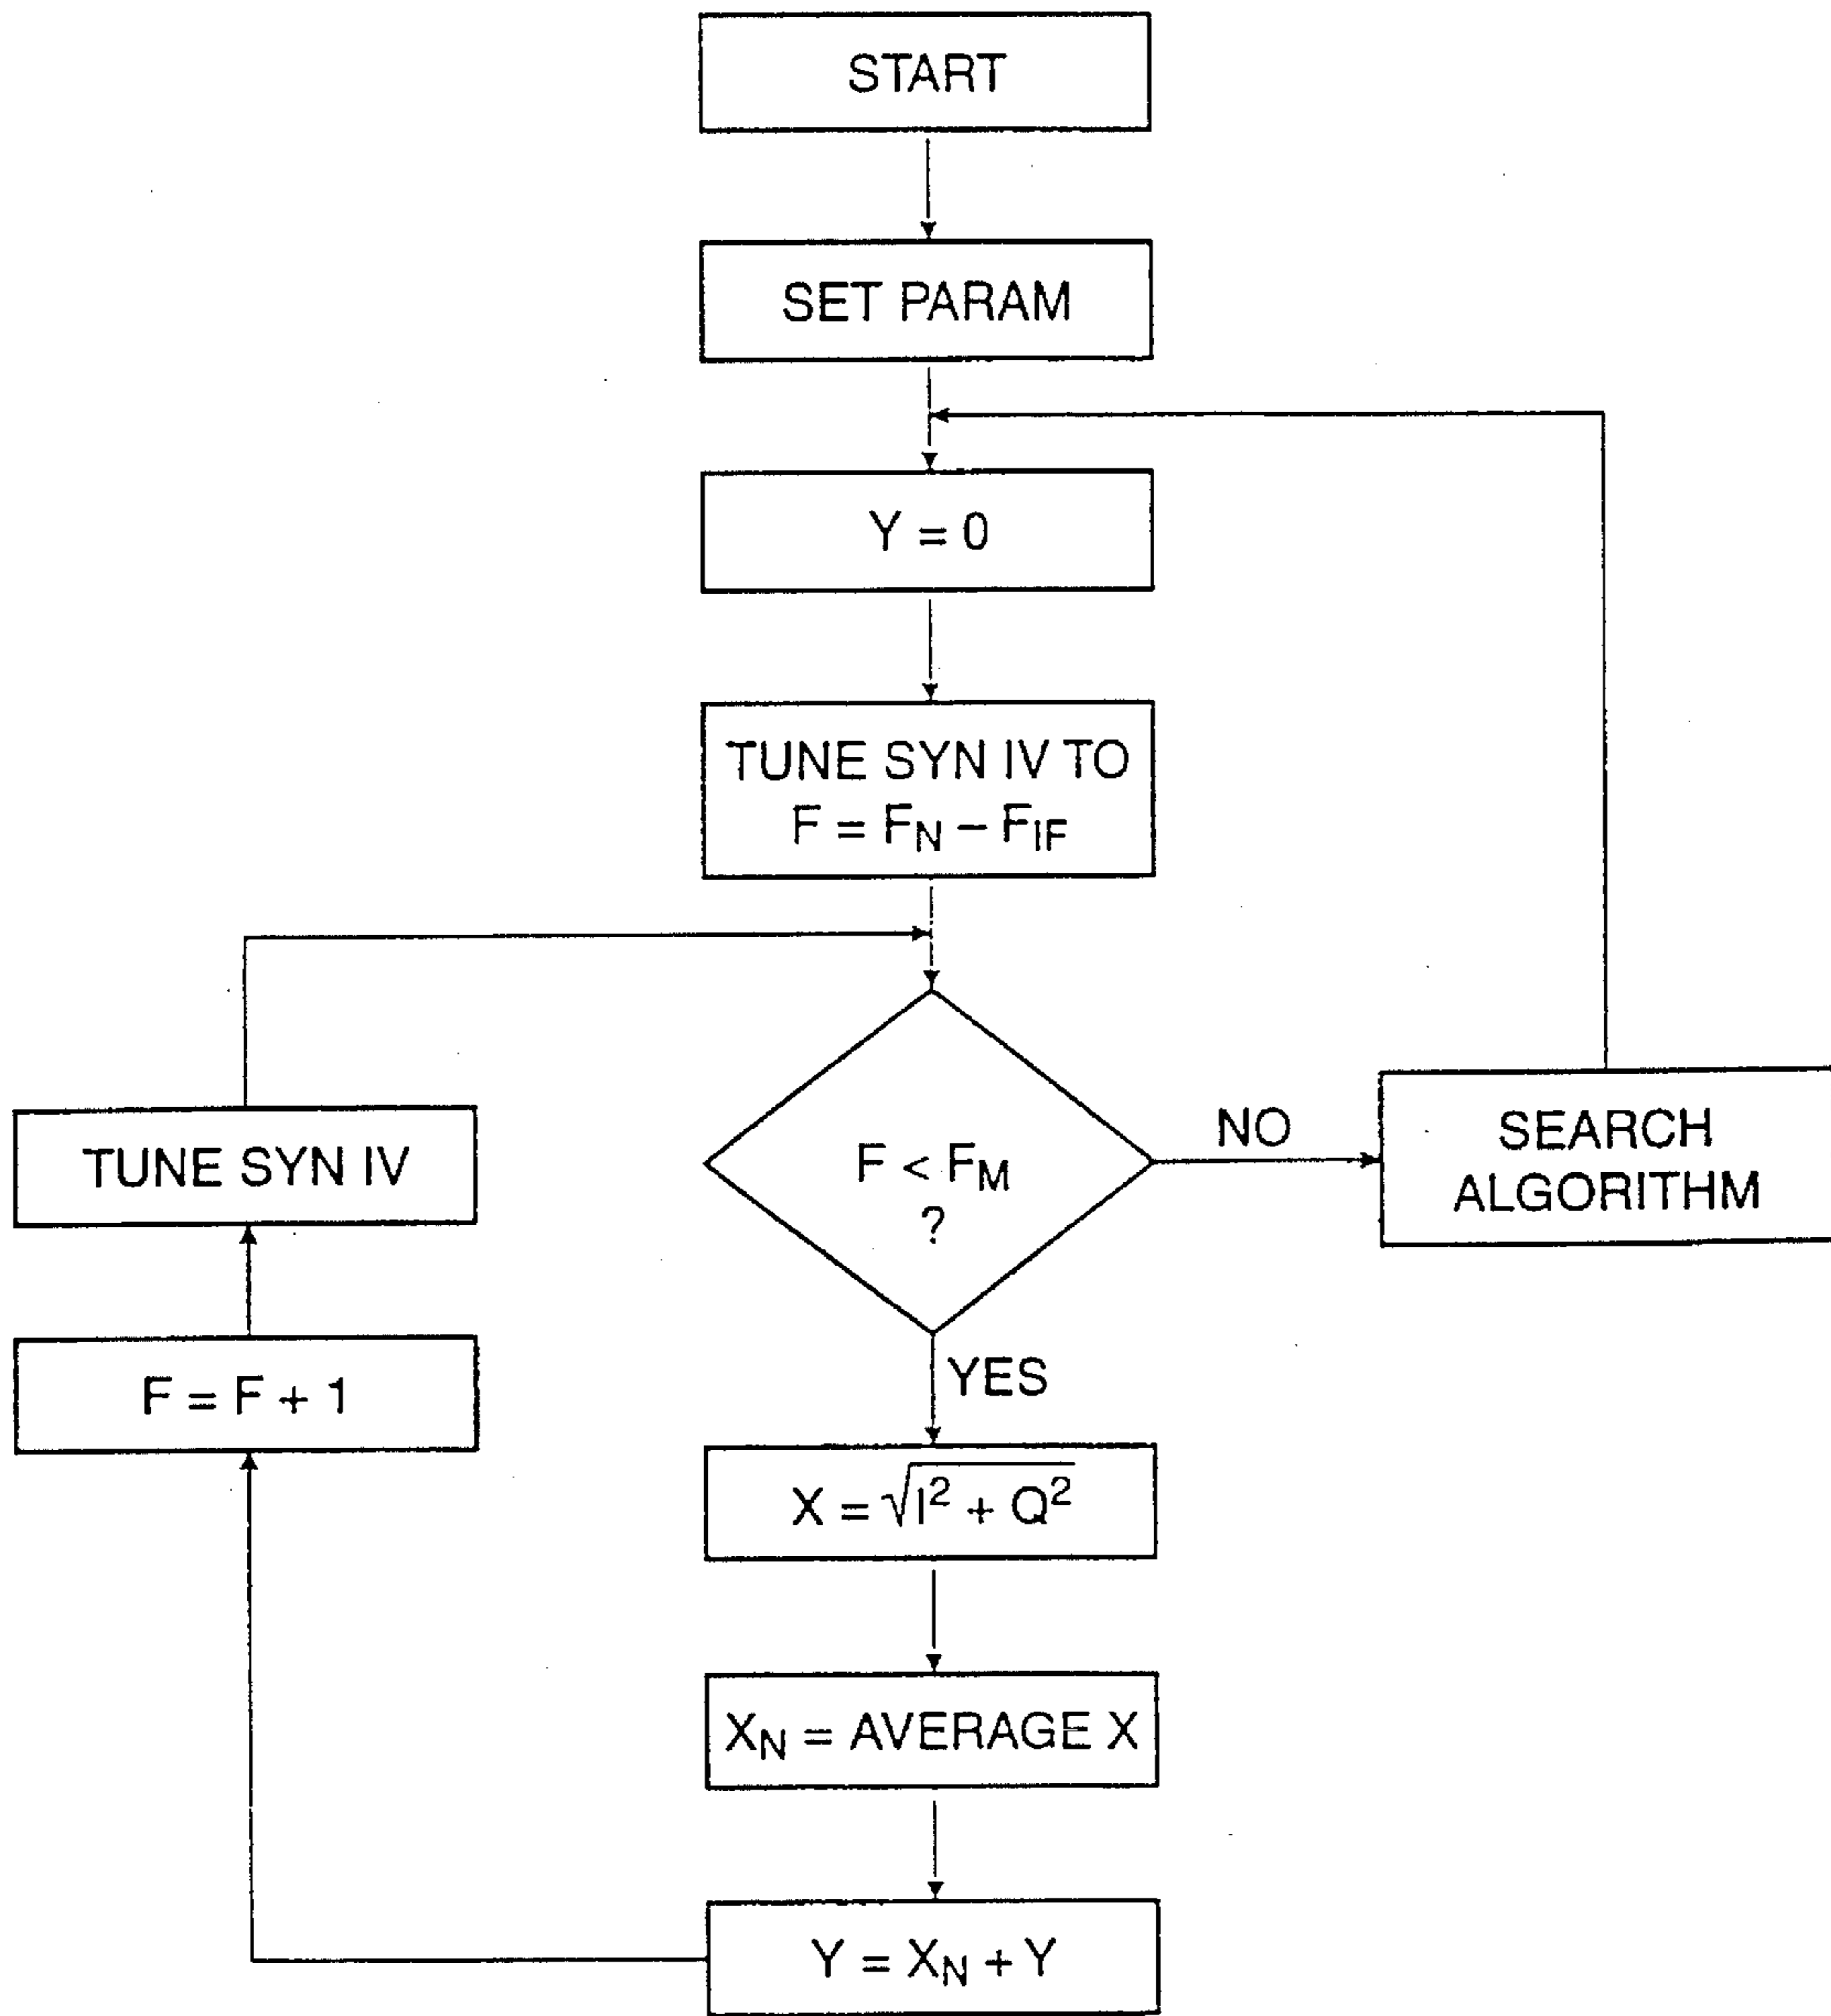 START
SET PARAM
Y = 0
TUNE SYN IV TO
F = FN – FIF
F < FM
?
NO
SEARCH
ALGORITHM
YES
X = √I² + Q²
XN = AVERAGE X
Y = XN + Y
F = F + 1
TUNE SYN IV